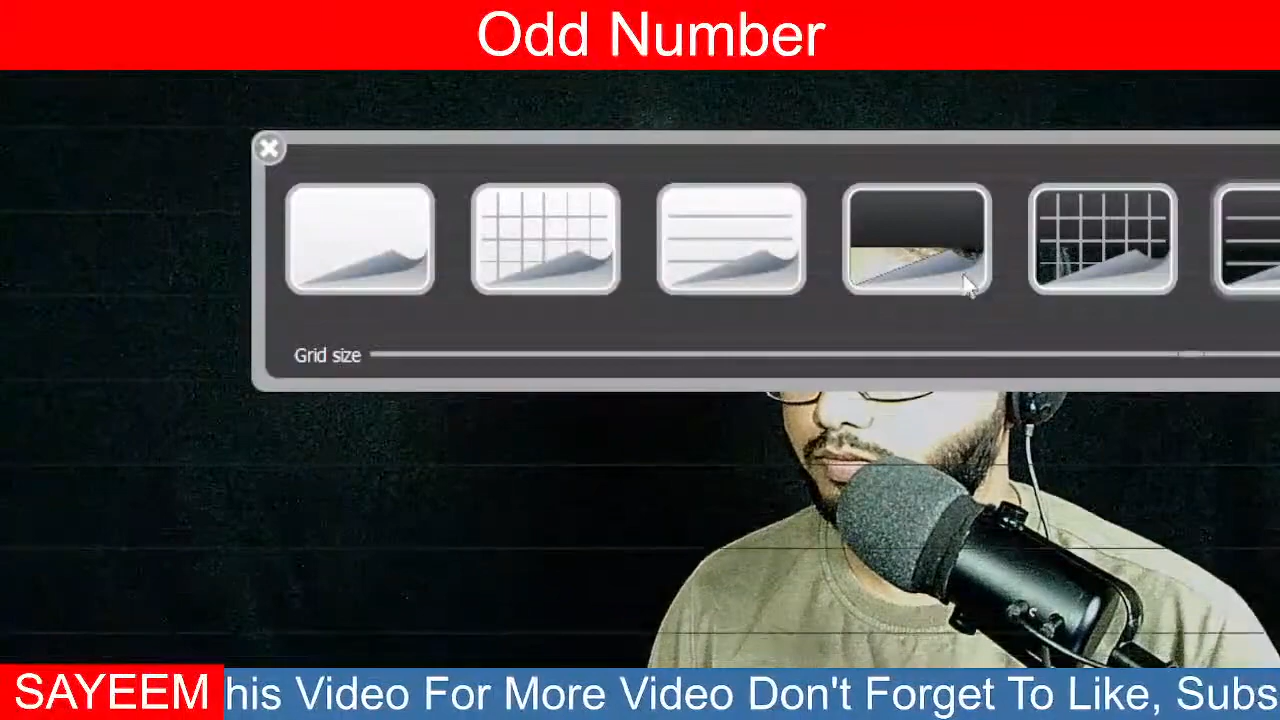 Odd Number
Grid size
SAYEEM his Video For More Video Don't Forget To Like, Subs